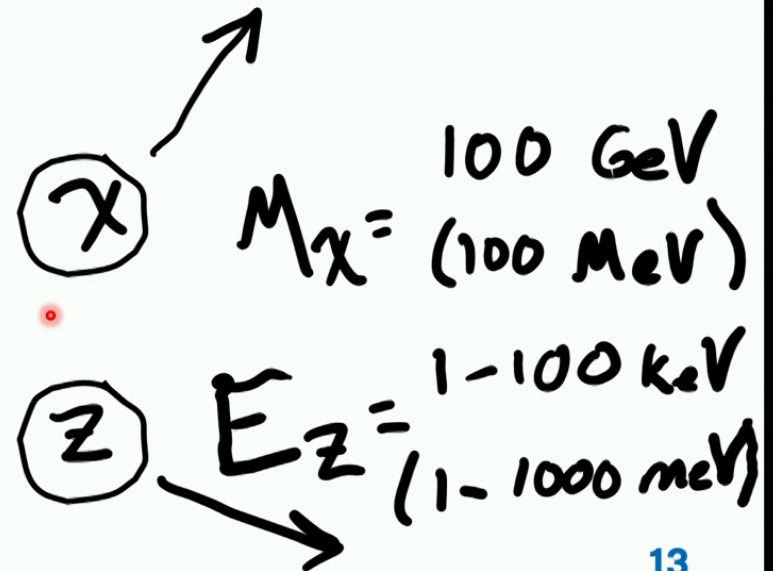 χ
Mχ = 100 GeV
(100 MeV)
z
Ez = 1-100 keV
(1- 1000 meV)
13